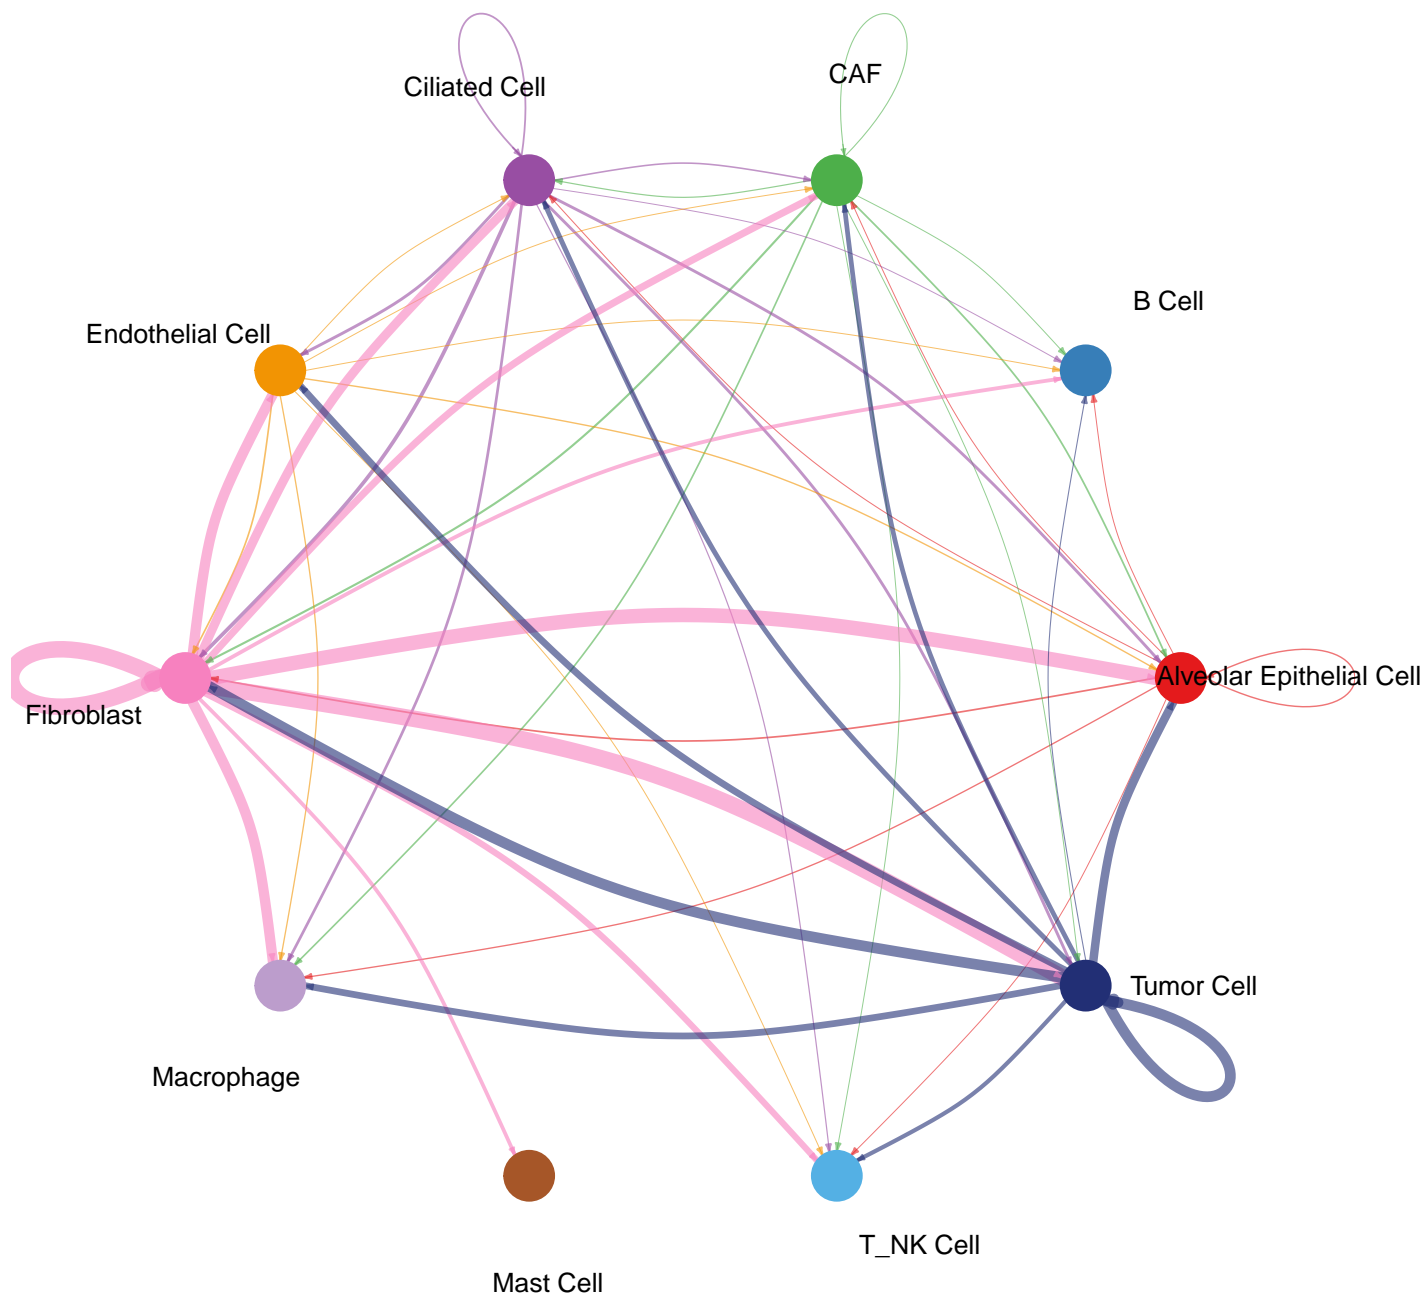 CAF
Ciliated Cell
B Cell
Endothelial Cell
Alveolar Epithelial Cell
Fibroblast
Tumor Cell
Macrophage
T_NK Cell
Mast Cell